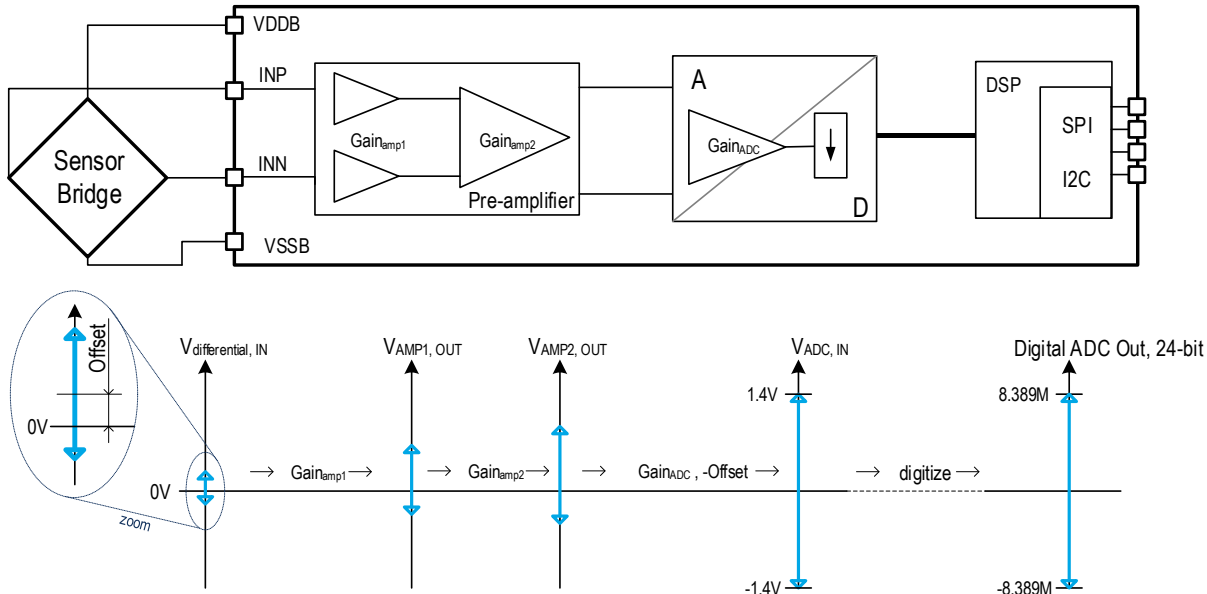 VDDB
INP
INN
VSSB
Sensor
Bridge
Gainamp1
Gainamp2
Pre-amplifier
A
GainADC
D
DSP
SPI
I2C
Offset
0V
zoom
Vdifferential, IN
VAMP1, OUT
VAMP2, OUT
VADC, IN
Digital ADC Out, 24-bit
1.4V
8.389M
0V
Gainamp1
Gainamp2
GainADC , -Offset
digitize
-1.4V
-8.389M